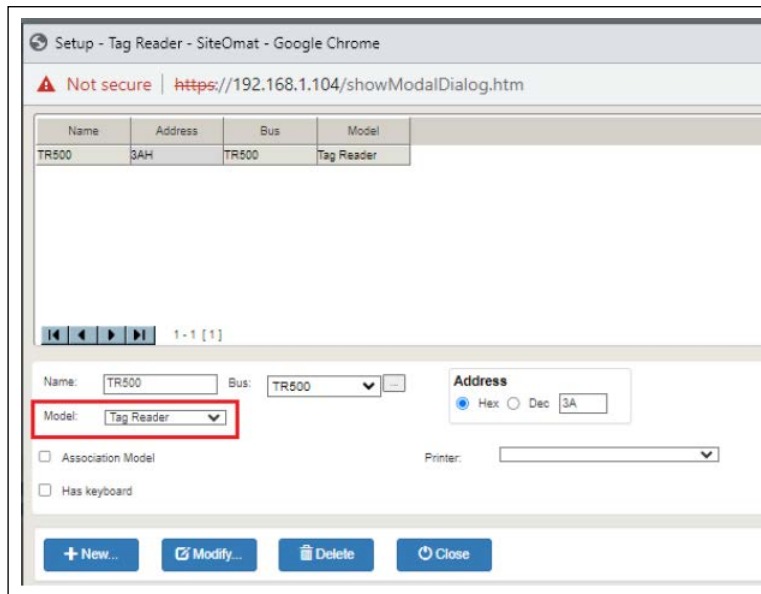 Setup - Tag Reader - SiteOmat - Google Chrome
Not secure | https://192.168.1.104/showModalDialog.htm
Name Address Bus Model
TR500 3AH TR500 Tag Reader
1 - 1 [1]
Name: TR500 Bus: TR500 ... Address
Hex Dec 3A
Model: Tag Reader
Association Model Printer:
Has keyboard
New... Modify... Delete Close